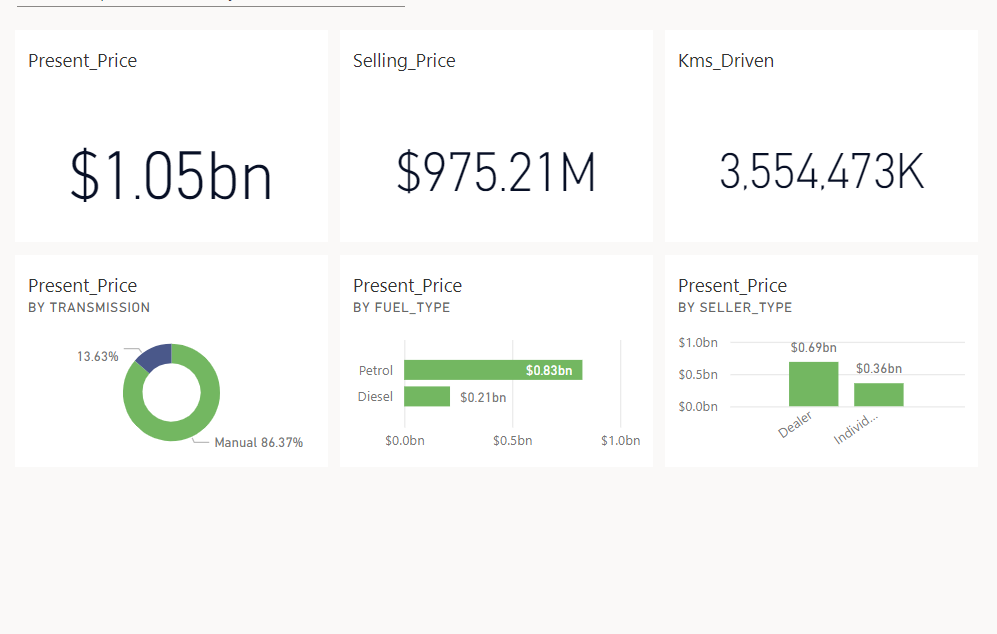 Present_Price
$1.05bn
Selling_Price
$975.21M
Kms_Driven
3,554,473K
Present_Price
BY TRANSMISSION
13.63%
Manual 86.37%
Present_Price
BY FUEL_TYPE
Petrol
$0.83bn
Diesel
$0.21bn
$0.0bn
$0.5bn
$1.0bn
Present_Price
BY SELLER_TYPE
$1.0bn
$0.5bn
$0.0bn
$0.69bn
$0.36bn
Dealer
Individ...